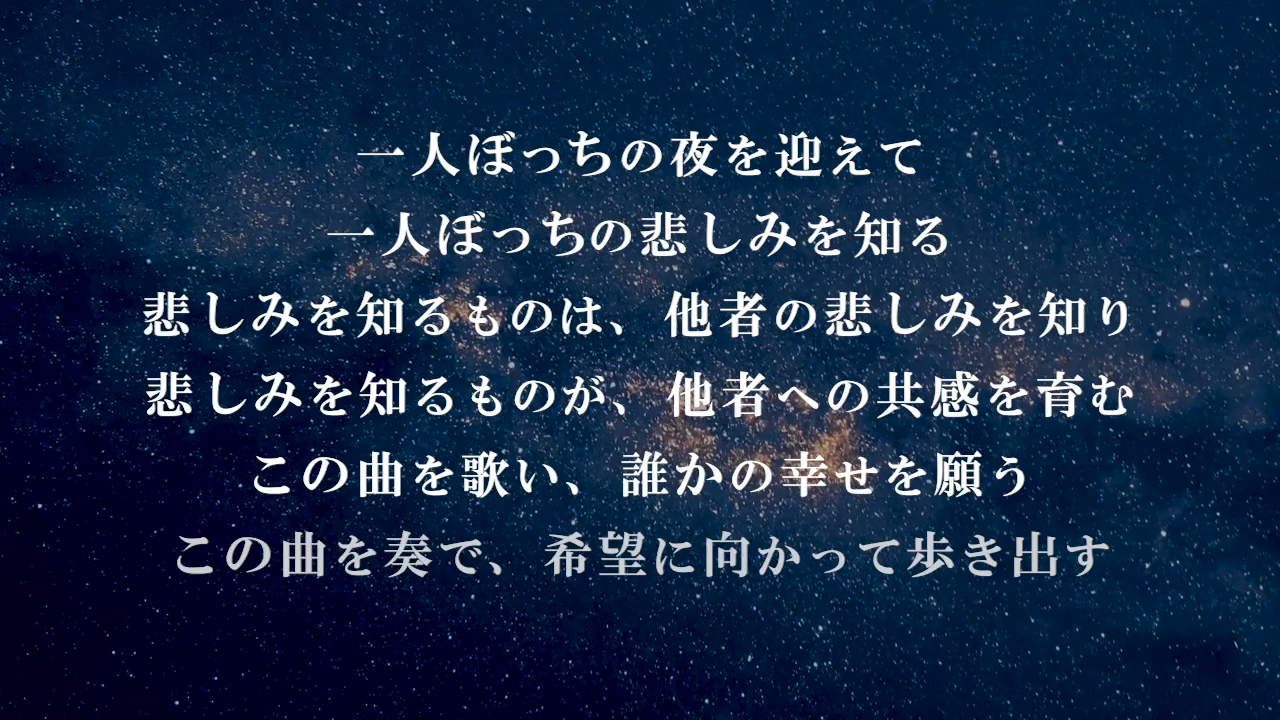 一人ぼっちの夜を迎えて
一人ぼっちの悲しみを知る
悲しみを知るものは、他者の悲しみを知り
悲しみを知るものが、他者への共感を育む
この曲を歌い、誰かの幸せを願う
この曲を奏で、希望に向かって歩き出す